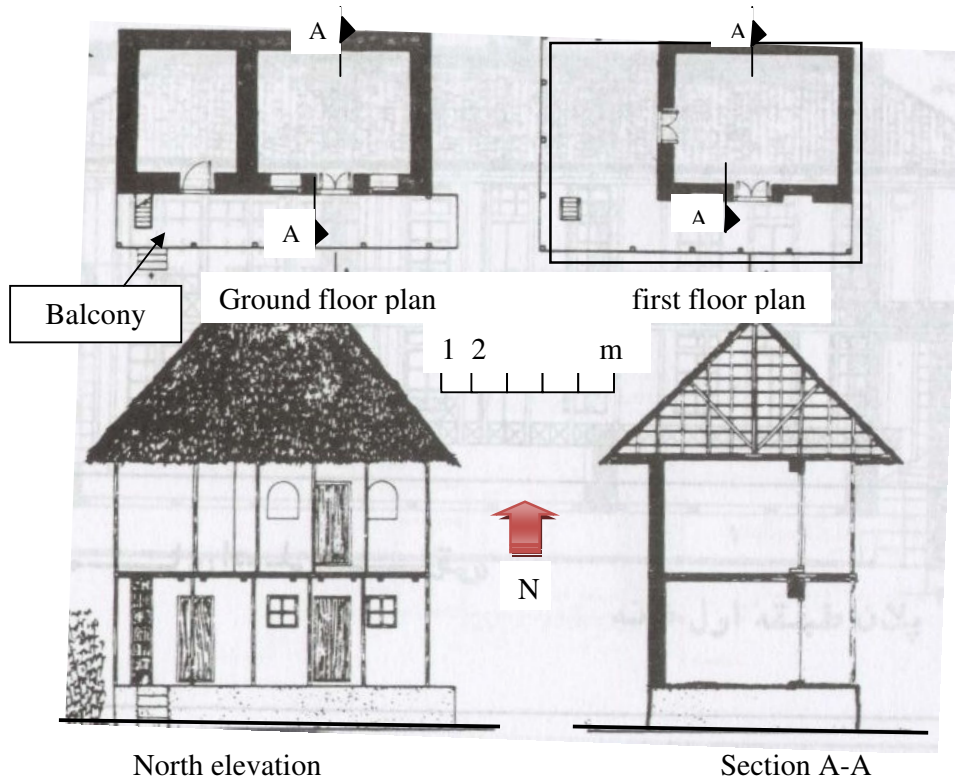 A
A
A
A
Balcony
Ground floor plan
first floor plan
1 2 m
N
North elevation
Section A-A